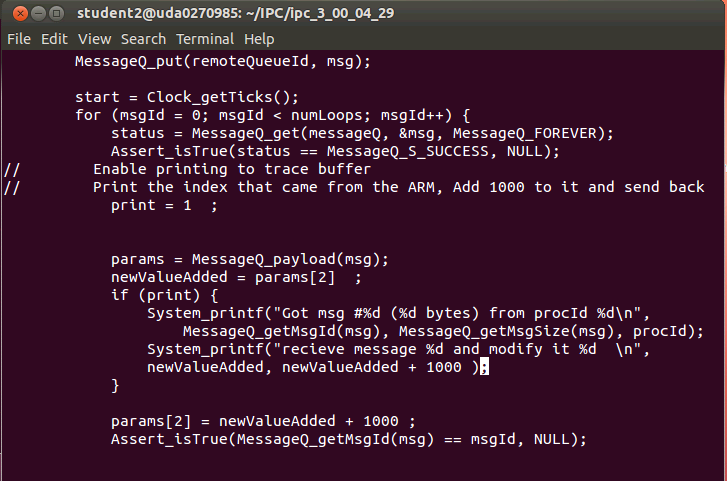 student2@uda0270985: ~/IPC/ipc_3_00_04_29
File Edit View Search Terminal Help
        MessageQ_put(remoteQueueId, msg);

        start = Clock_getTicks();
        for (msgId = 0; msgId < numLoops; msgId++) {
            status = MessageQ_get(messageQ, &msg, MessageQ_FOREVER);
            Assert_isTrue(status == MessageQ_S_SUCCESS, NULL);
//        Enable printing to trace buffer
//        Print the index that came from the ARM, Add 1000 to it and send back
            print = 1  ;


            params = MessageQ_payload(msg);
            newValueAdded = params[2]  ;
            if (print) {
                System_printf("Got msg #%d (%d bytes) from procId %d\n",
                    MessageQ_getMsgId(msg), MessageQ_getMsgSize(msg), procId);
                System_printf("recieve message %d and modify it %d  \n",
                newValueAdded, newValueAdded + 1000 );
            }

            params[2] = newValueAdded + 1000 ;
            Assert_isTrue(MessageQ_getMsgId(msg) == msgId, NULL);